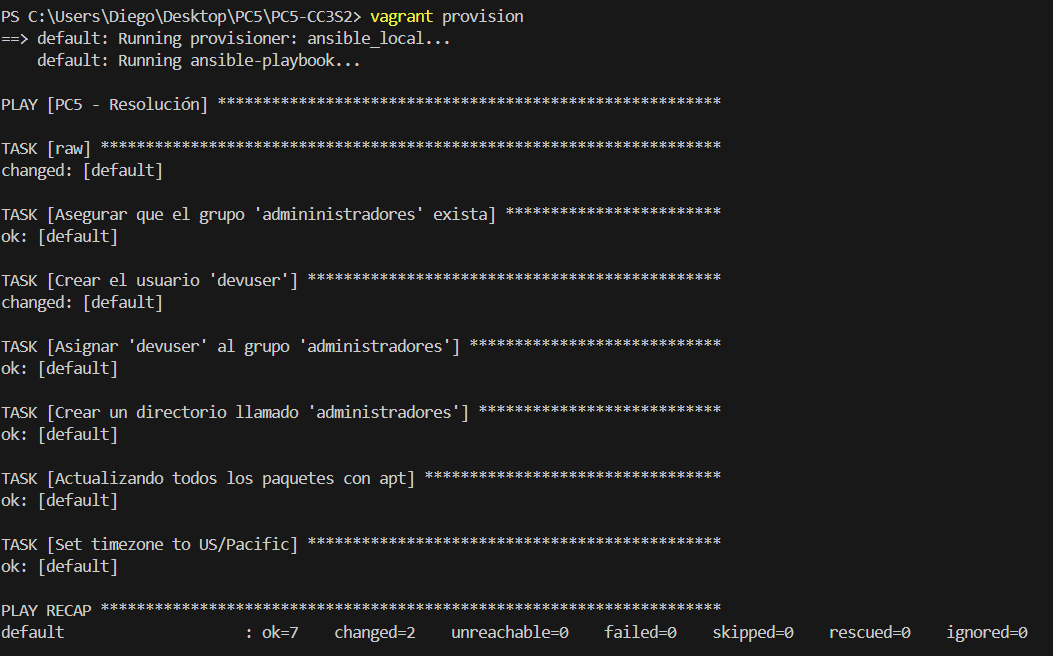 PS C:\Users\Diego\Desktop\PC5\PC5-CC3S2> vagrant provision
==> default: Running provisioner: ansible_local...
    default: Running ansible-playbook...
PLAY [PC5 - Resolución] ********************************************************
TASK [raw] *********************************************************************
changed: [default]
TASK [Asegurar que el grupo 'admininistradores' exista] ************************
ok: [default]
TASK [Crear el usuario 'devuser'] **********************************************
changed: [default]
TASK [Asignar 'devuser' al grupo 'administradores'] ****************************
ok: [default]
TASK [Crear un directorio llamado 'administradores'] ***************************
ok: [default]
TASK [Actualizando todos los paquetes con apt] *********************************
ok: [default]
TASK [Set timezone to US/Pacific] **********************************************
ok: [default]
PLAY RECAP *********************************************************************
default                    : ok=7    changed=2    unreachable=0    failed=0    skipped=0    rescued=0    ignored=0